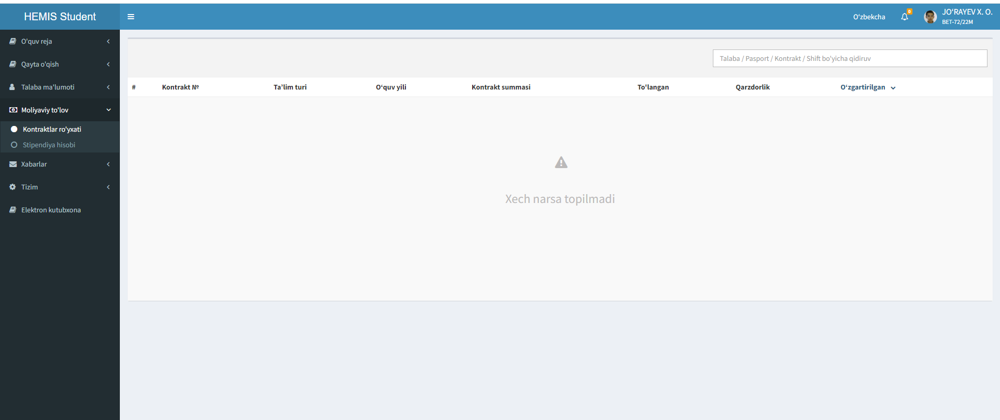 HEMIS Student
O‘zbekcha
0
JO‘RAYEV X. O.
BET-72/22M
O'quv reja
Qayta o'qish
Talaba ma'lumoti
Moliyaviy to'lov
Kontraktlar ro'yxati
Stipendiya hisobi
Xabarlar
Tizim
Elektron kutubxona
Talaba / Pasport / Kontrakt / Shift bo'yicha qidiruv
# Kontrakt № Ta’lim turi O‘quv yili Kontrakt summasi To'langan Qarzdorlik O‘zgartirilgan
Xech narsa topilmadi